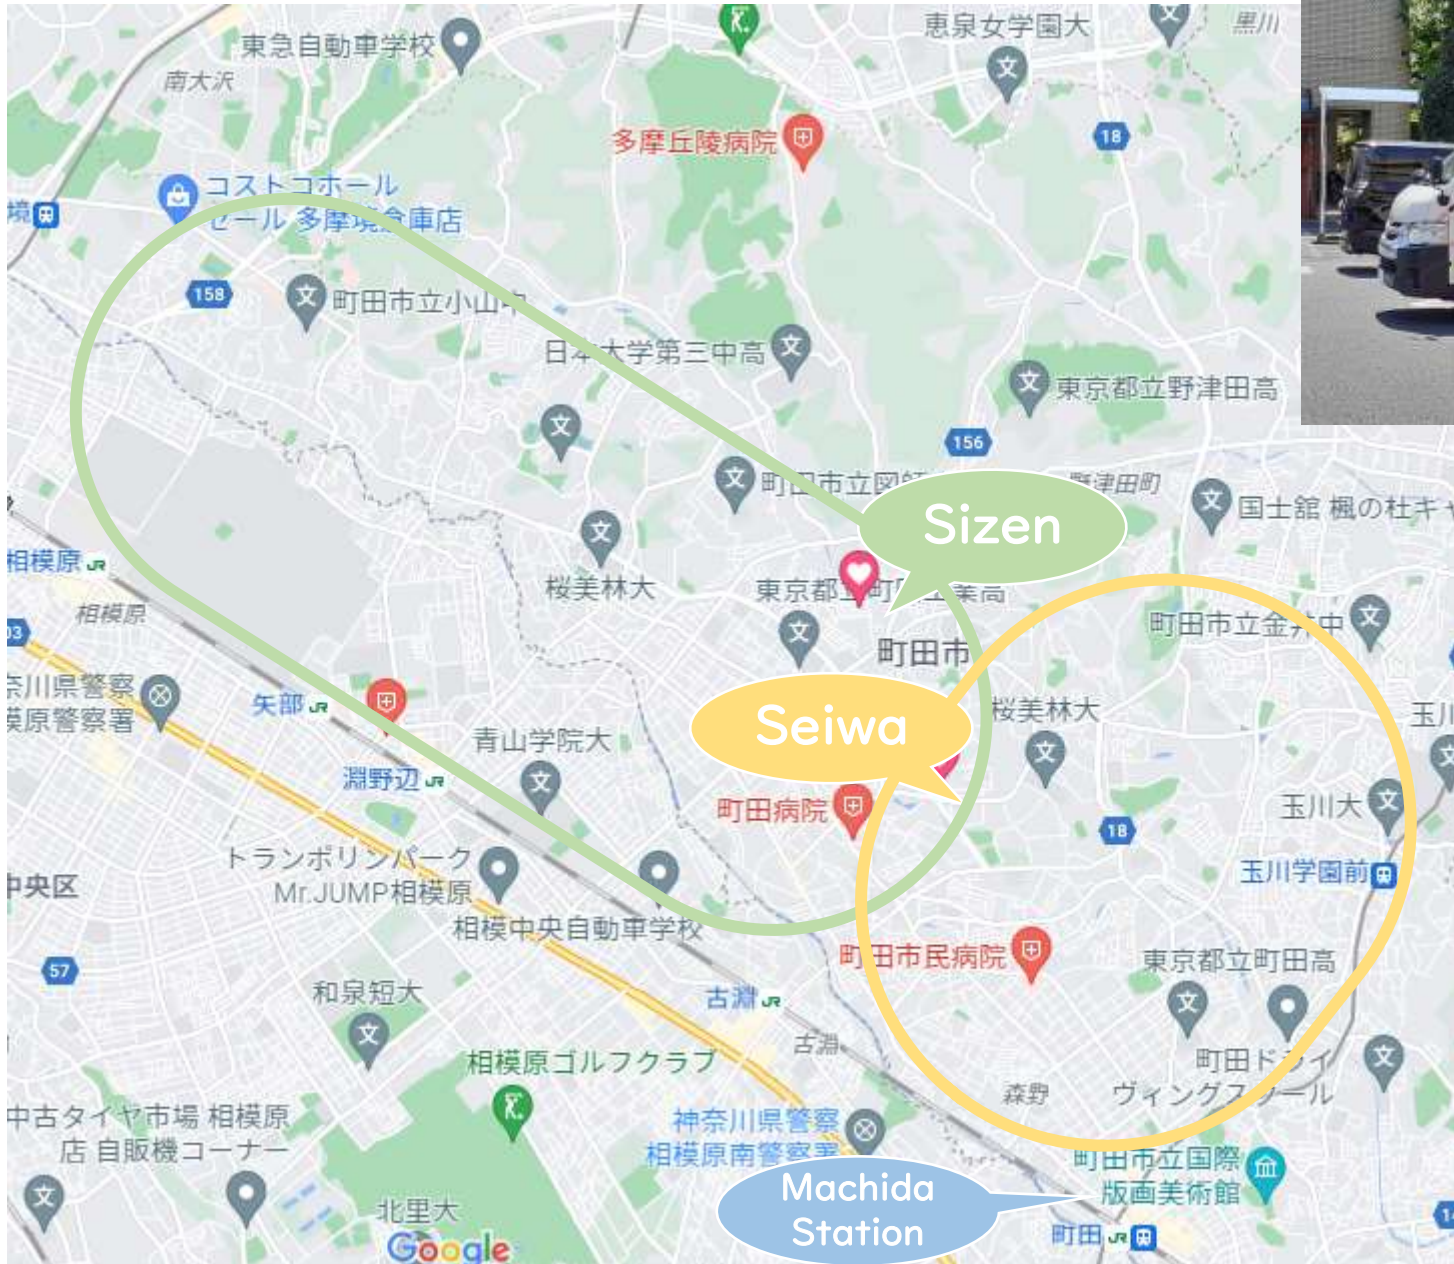 恵泉女学園大
黒川
東急自動車学校
南大沢
多摩丘陵病院
18
コストコホール
セール 多摩境倉庫店
境
158
町田市立小山中
日本大学第三中高
東京都立野津田高
156
町田市立図師
野津田町
国士舘 楓の杜キャ
Sizen
相模原 JR
桜美林大
東京都立町田工業高
相模原
03
町田市立金井中
町田市
奈川県警察
模原警察署
矢部 JR
桜美林大
玉川
Seiwa
青山学院大
淵野辺 JR
町田病院
玉川大
18
トランポリンパーク
Mr.JUMP相模原
玉川学園前
中央区
相模中央自動車学校
町田市民病院
東京都立町田高
57
和泉短大
古淵 JR
古淵
相模原ゴルフクラブ
町田ドライ
ヴィングスクール
森野
中古タイヤ市場 相模原
店 自販機コーナー
神奈川県警察
相模原南警察署
町田市立国際
版画美術館
Machida
Station
北里大
町田 JR
Google